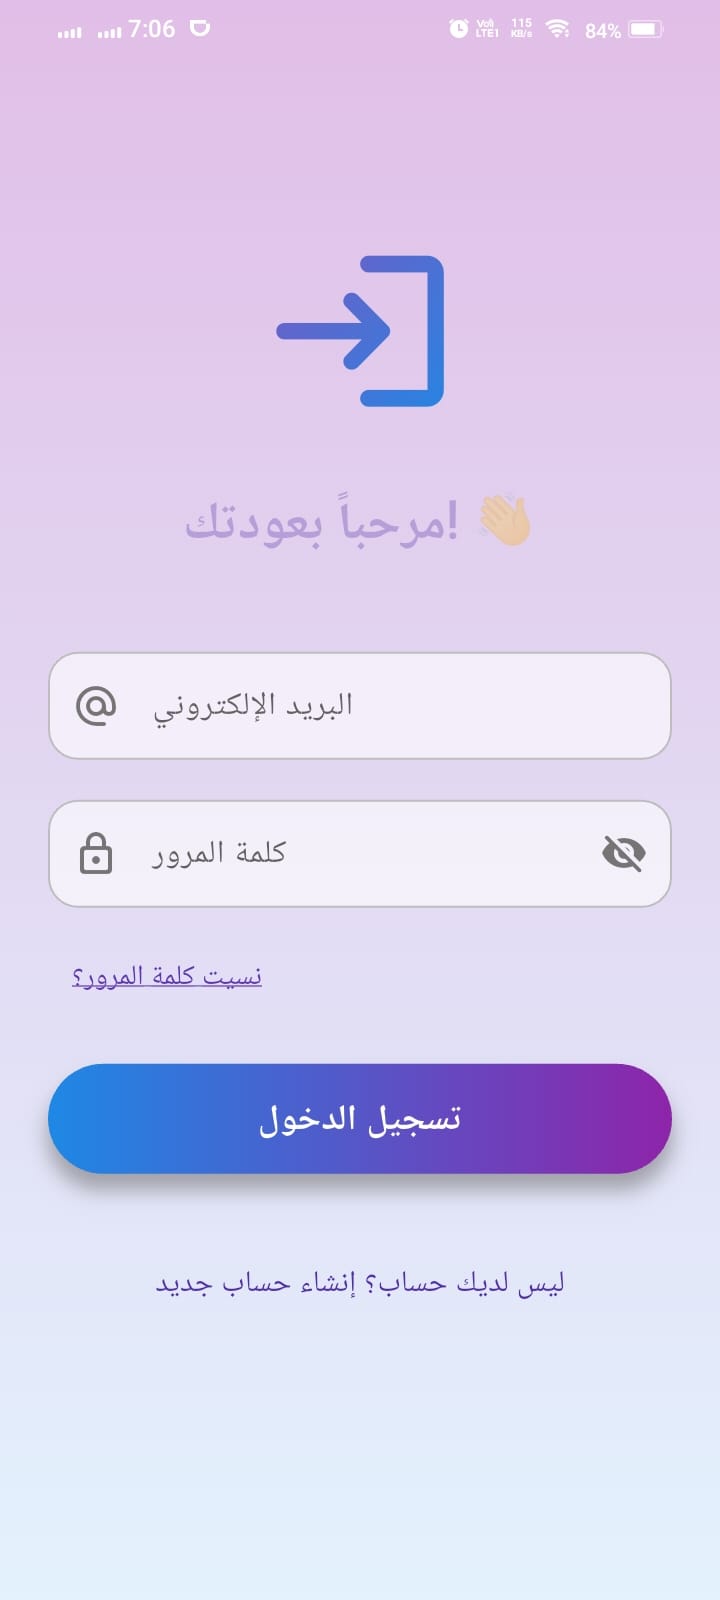 7:06
VoD LTE1 115 KB/s 84%
مرحباً بعودتك! 👋
البريد الإلكتروني
كلمة المرور
نسيت كلمة المرور؟
تسجيل الدخول
ليس لديك حساب؟ إنشاء حساب جديد